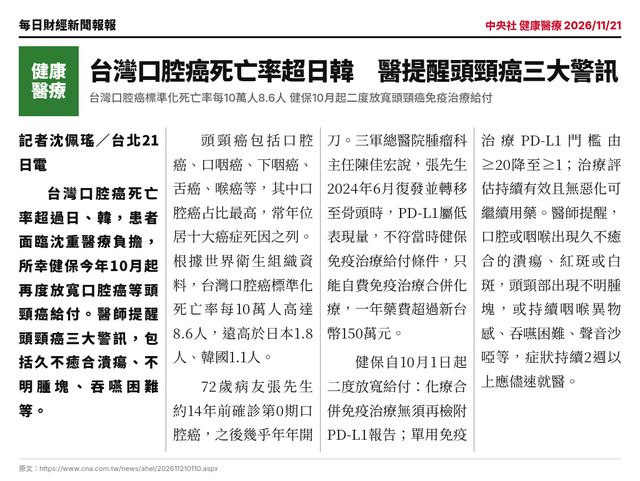 每日財經新聞報報
中央社 健康醫療 2026/11/21
健康
醫療
台灣口腔癌死亡率超日韓　醫提醒頭頸癌三大警訊
台灣口腔癌標準化死亡率每10萬人8.6人 健保10月起二度放寬頭頸癌免疫治療給付
記者沈佩瑤／台北21
日電
台灣口腔癌死亡
率超過日、韓，患者
面臨沈重醫療負擔，
所幸健保今年10月起
再度放寬口腔癌等頭
頸癌給付。醫師提醒
頭頸癌三大警訊，包
括久不癒合潰瘍、不
明腫塊、吞嚥困難
等。
頭頸癌包括口腔
癌、口咽癌、下咽癌、
舌癌、喉癌等，其中口
腔癌占比最高，常年位
居十大癌症死因之列。
根據世界衛生組織資
料，台灣口腔癌標準化
死亡率每10萬人高達
8.6人，遠高於日本1.8
人、韓國1.1人。
72歲病友張先生
約14年前確診第0期口
腔癌，之後幾乎年年開
刀。三軍總醫院腫瘤科
主任陳佳宏說，張先生
2024年6月復發並轉移
至骨頭時，PD-L1屬低
表現量，不符當時健保
免疫治療給付條件，只
能自費免疫治療合併化
療，一年藥費超過新台
幣150萬元。
健保自10月1日起
二度放寬給付：化療合
併免疫治療無須再檢附
PD-L1報告；單用免疫
治療PD-L1門檻由
≥20降至≥1；治療評
估持續有效且無惡化可
繼續用藥。醫師提醒，
口腔或咽喉出現久不癒
合的潰瘍、紅斑或白
斑，頭頸部出現不明腫
塊，或持續咽喉異物
感、吞嚥困難、聲音沙
啞等，症狀持續2週以
上應儘速就醫。
原文：https://www.cna.com.tw/news/ahel/202611210110.aspx